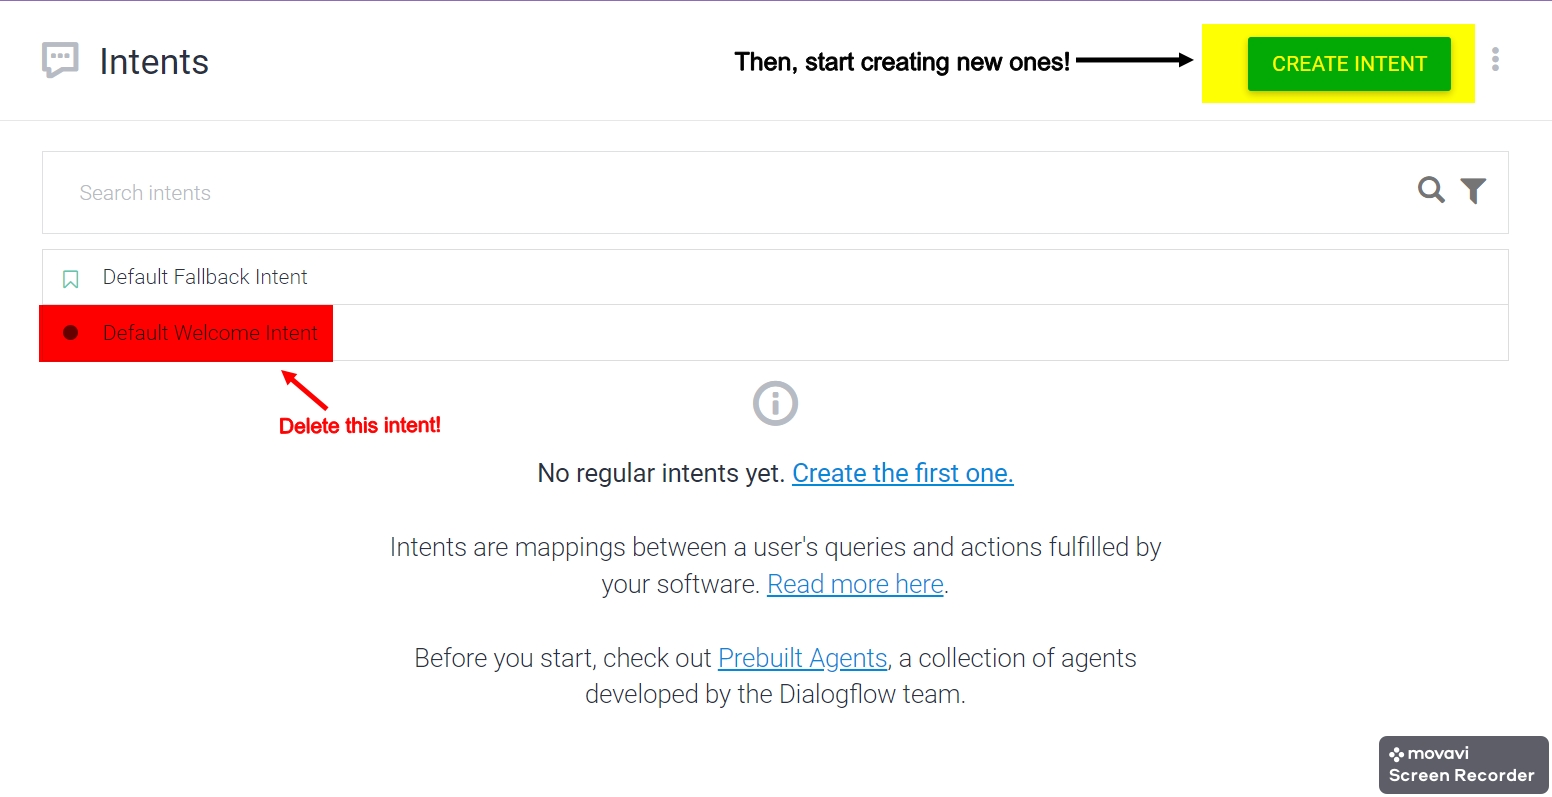 Intents
Then, start creating new ones!
CREATE INTENT
Search intents
Default Fallback Intent
Default Welcome Intent
Delete this intent!
No regular intents yet. Create the first one.
Intents are mappings between a user's queries and actions fulfilled by
your software. Read more here.
Before you start, check out Prebuilt Agents, a collection of agents
developed by the Dialogflow team.
movavi
Screen Recorder